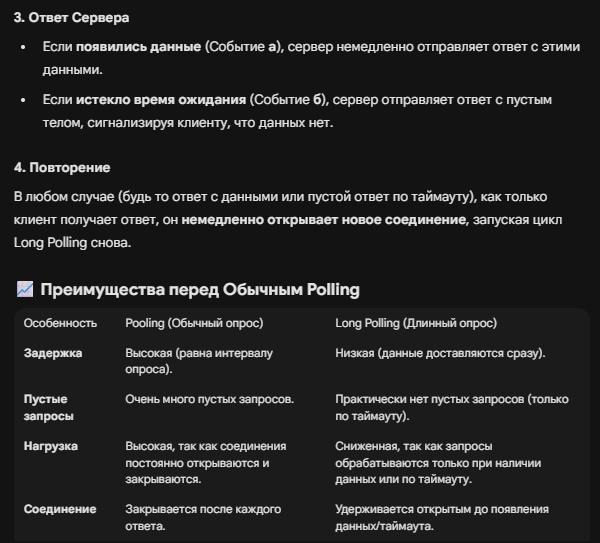 3. Ответ Сервера
• Если появились данные (Событие а), сервер немедленно отправляет ответ с этими
данными.
• Если истекло время ожидания (Событие б), сервер отправляет ответ с пустым
телом, сигнализируя клиенту, что данных нет.
4. Повторение
В любом случае (будь то ответ с данными или пустой ответ по таймауту), как только
клиент получает ответ, он немедленно открывает новое соединение, запуская цикл
Long Polling снова.
📈 Преимущества перед Обычным Polling
Особенность Pooling (Обычный опрос) Long Polling (Длинный опрос)
Задержка Высокая (равна интервалу Низкая (данные доставляются сразу).
опроса).
Пустые Очень много пустых запросов. Практически нет пустых запросов (только
запросы по таймауту).
Нагрузка Высокая, так как соединения Сниженная, так как запросы
постоянно открываются и обрабатываются только при наличии
закрываются. данных или по таймауту.
Соединение Закрывается после каждого Удерживается открытым до появления
ответа. данных/таймаута.